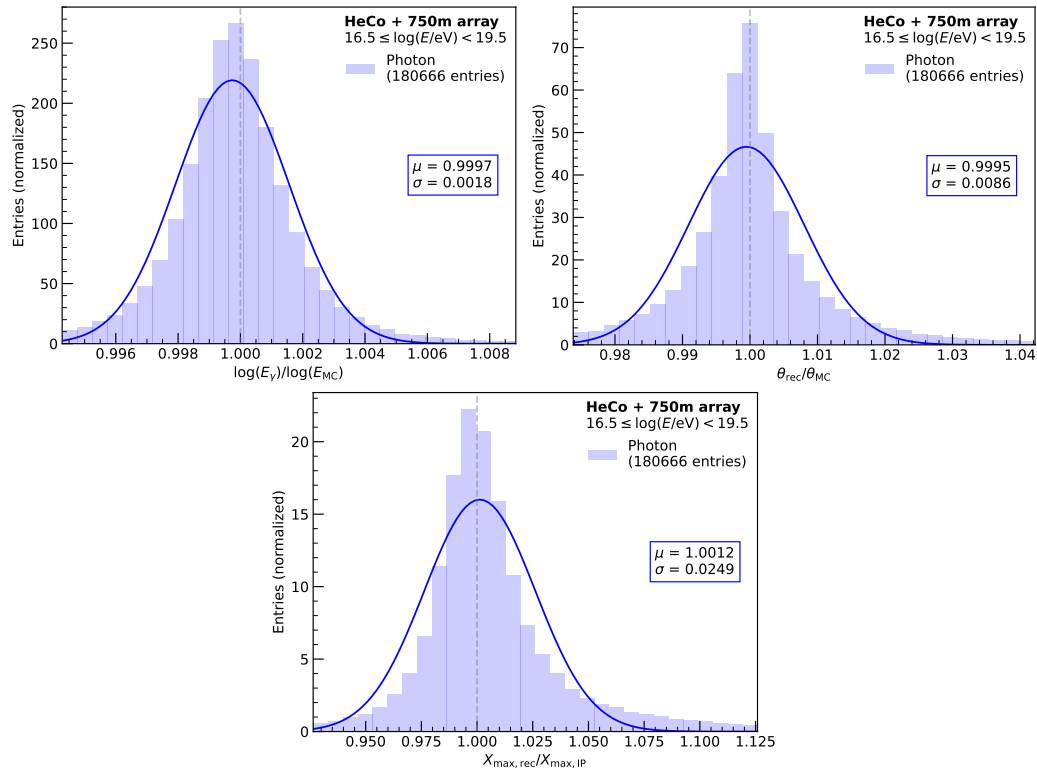 HeCo + 750m array
16.5 ≤ log(E/eV) < 19.5
Photon
(180666 entries)
μ = 0.9997
σ = 0.0018
Entries (normalized)
250
200
150
100
50
0
0.996 0.998 1.000 1.002 1.004 1.006 1.008
log(Eγ)/log(EMC)
HeCo + 750m array
16.5 ≤ log(E/eV) < 19.5
Photon
(180666 entries)
μ = 0.9995
σ = 0.0086
Entries (normalized)
70
60
50
40
30
20
10
0
0.98 0.99 1.00 1.01 1.02 1.03 1.04
θrec/θMC
HeCo + 750m array
16.5 ≤ log(E/eV) < 19.5
Photon
(180666 entries)
μ = 1.0012
σ = 0.0249
Entries (normalized)
20
15
10
5
0
0.950 0.975 1.000 1.025 1.050 1.075 1.100 1.125
Xmax, rec/Xmax, IP